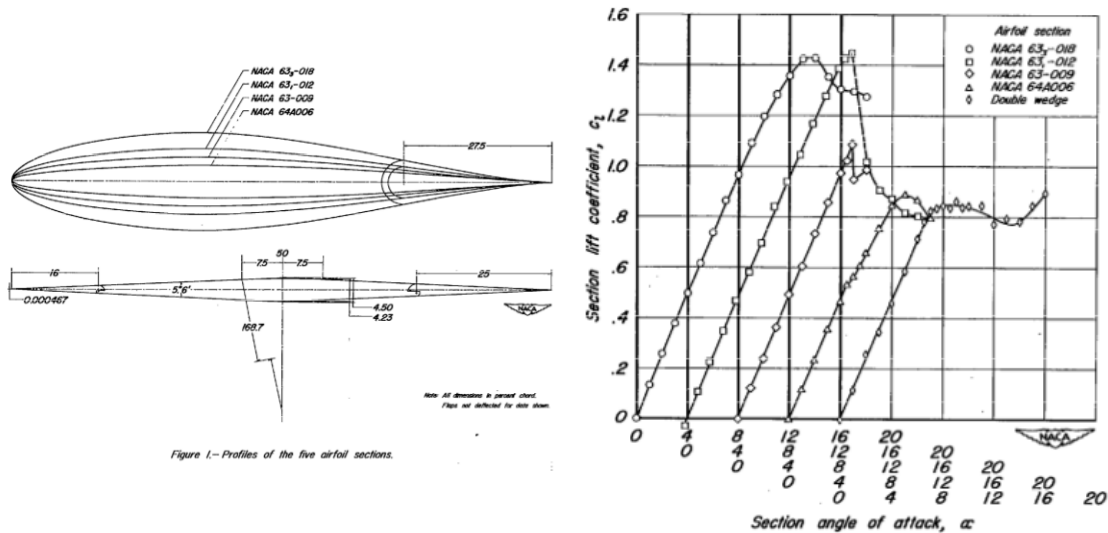 NACA 63₃-018
NACA 63₁-012
NACA 63-009
NACA 64A006
27.5
50
16
7.5
7.5
25
5°6'
0.000467
4.50
4.23
168.7
NACA
Note: All dimensions in percent chord.
Flaps not deflected for data shown.
Figure 1.— Profiles of the five airfoil sections.
1.6
1.4
1.2
1.0
.8
.6
.4
.2
0
Section lift coefficient, cₗ
Airfoil section
NACA 63₃-018
NACA 63₁-012
NACA 63-009
NACA 64A006
Double wedge
0 4 8 12 16 20
0 4 8 12 16 20
0 4 8 12 16 20
0 4 8 12 16 20
0 4 8 12 16 20
NACA
Section angle of attack, α